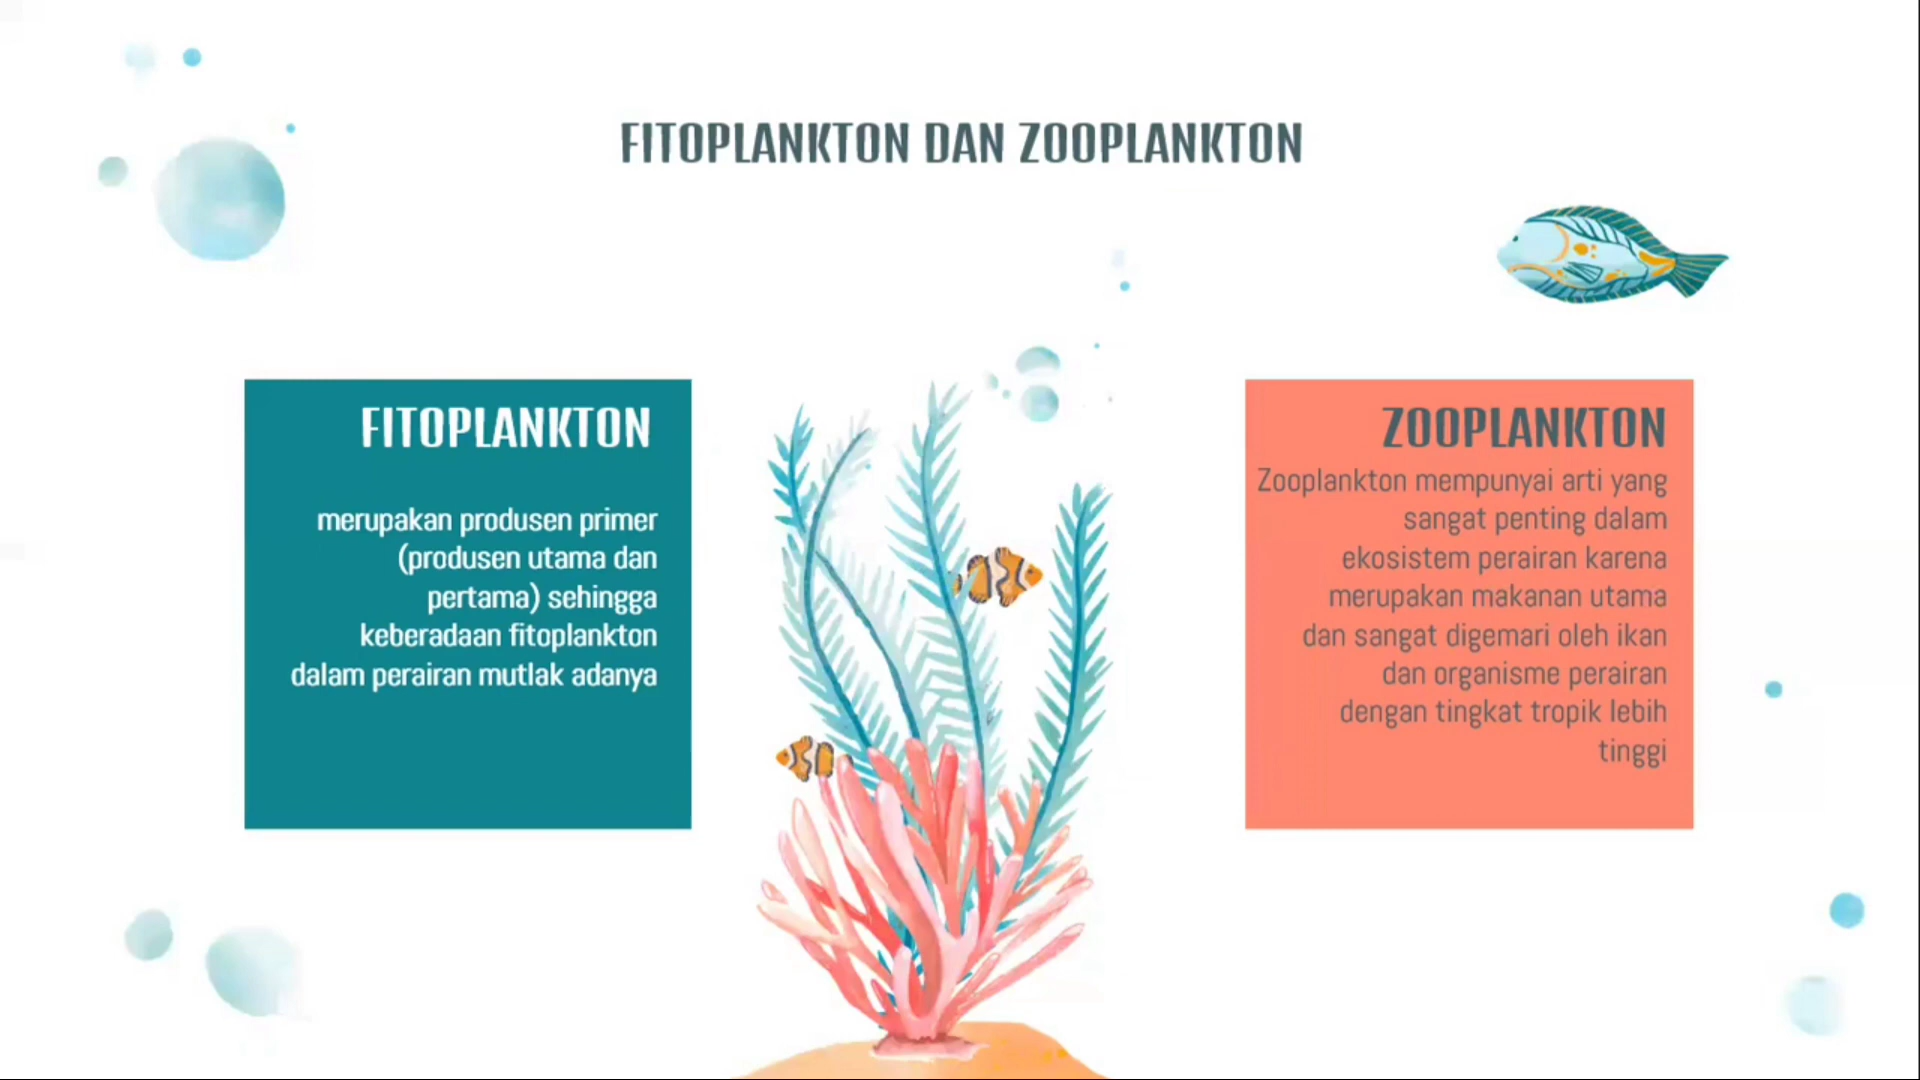 FITOPLANKTON DAN ZOOPLANKTON
FITOPLANKTON
merupakan produsen primer
(produsen utama dan
pertama) sehingga
keberadaan fitoplankton
dalam perairan mutlak adanya
ZOOPLANKTON
Zooplankton mempunyai arti yang
sangat penting dalam
ekosistem perairan karena
merupakan makanan utama
dan sangat digemari oleh ikan
dan organisme perairan
dengan tingkat tropik lebih
tinggi